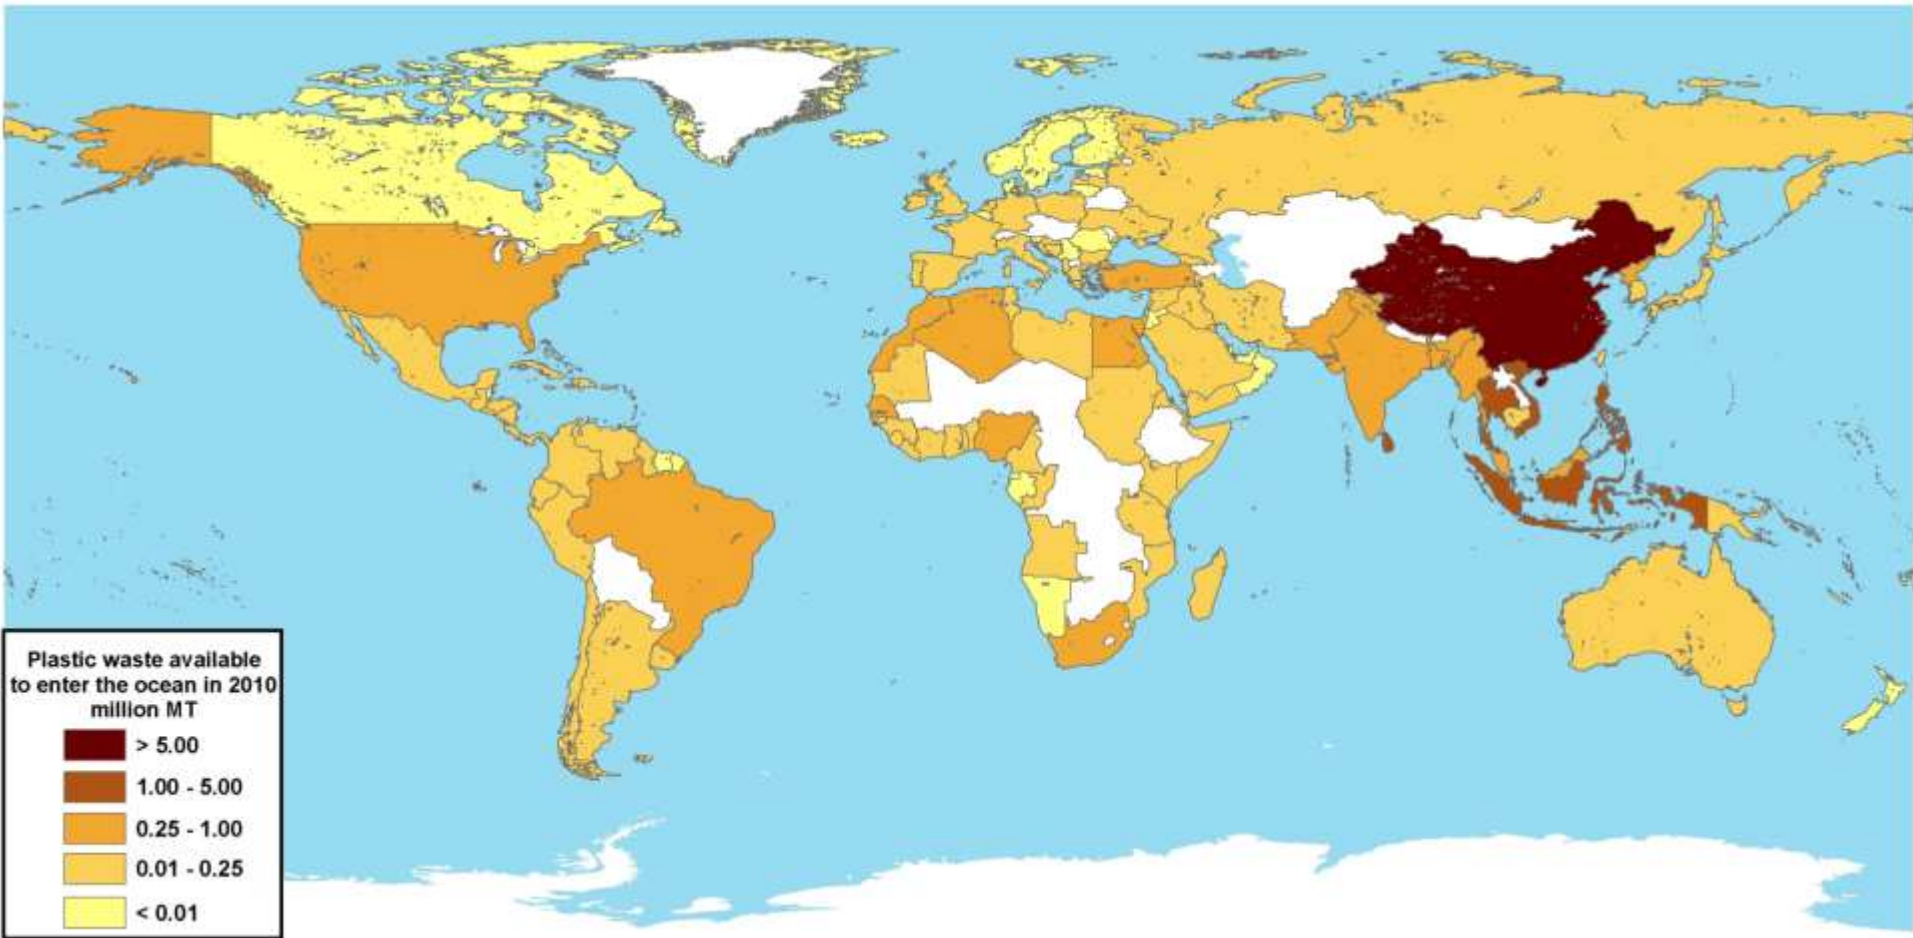 Plastic waste available
to enter the ocean in 2010
million MT
> 5.00
1.00 - 5.00
0.25 - 1.00
0.01 - 0.25
< 0.01